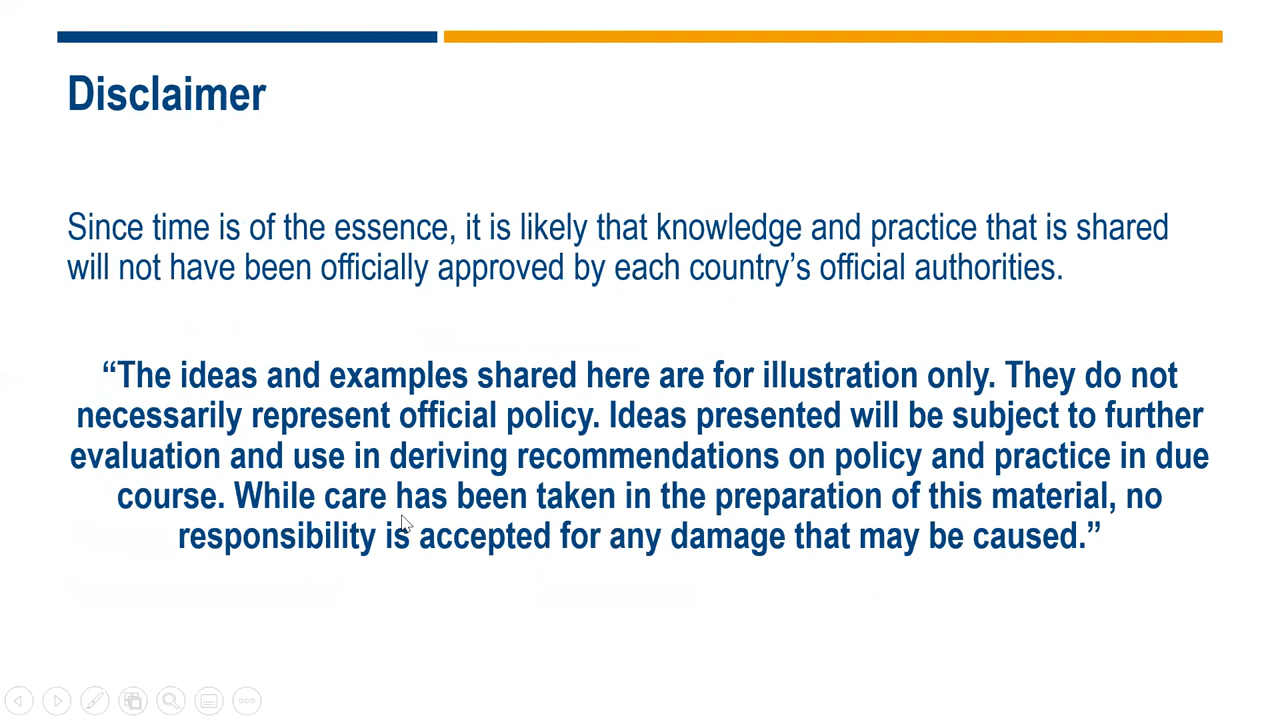 Disclaimer
Since time is of the essence, it is likely that knowledge and practice that is shared
will not have been officially approved by each country’s official authorities.
“The ideas and examples shared here are for illustration only. They do not
necessarily represent official policy. Ideas presented will be subject to further
evaluation and use in deriving recommendations on policy and practice in due
course. While care has been taken in the preparation of this material, no
responsibility is accepted for any damage that may be caused.”